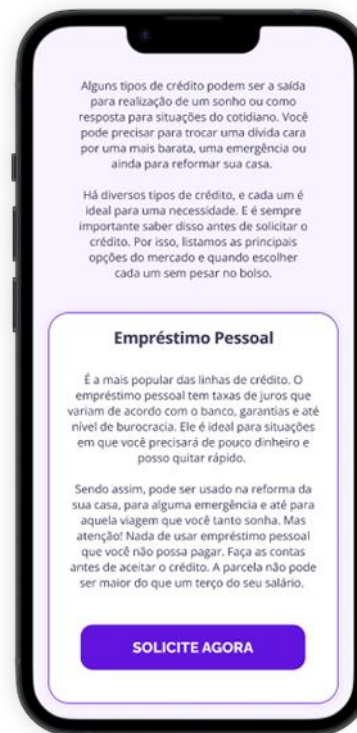 Alguns tipos de crédito podem ser a saída
para realização de um sonho ou como
resposta para situações do cotidiano. Você
pode precisar para trocar uma dívida cara
por uma mais barata, uma emergência ou
ainda para reformar sua casa.
Há diversos tipos de crédito, e cada um é
ideal para uma necessidade. E é sempre
importante saber disso antes de solicitar o
crédito. Por isso, listamos as principais
opções do mercado e quando escolher
cada um sem pesar no bolso.
Empréstimo Pessoal
É a mais popular das linhas de crédito. O
empréstimo pessoal tem taxas de juros que
variam de acordo com o banco, garantias e até
nível de burocracia. Ele é ideal para situações
em que você precisará de pouco dinheiro e
posso quitar rápido.
Sendo assim, pode ser usado na reforma da
sua casa, para alguma emergência e até para
aquela viagem que você tanto sonha. Mas
atenção! Nada de usar empréstimo pessoal
que você não possa pagar. Faça as contas
antes de aceitar o crédito. A parcela não pode
ser maior do que um terço do seu salário.
SOLICITE AGORA